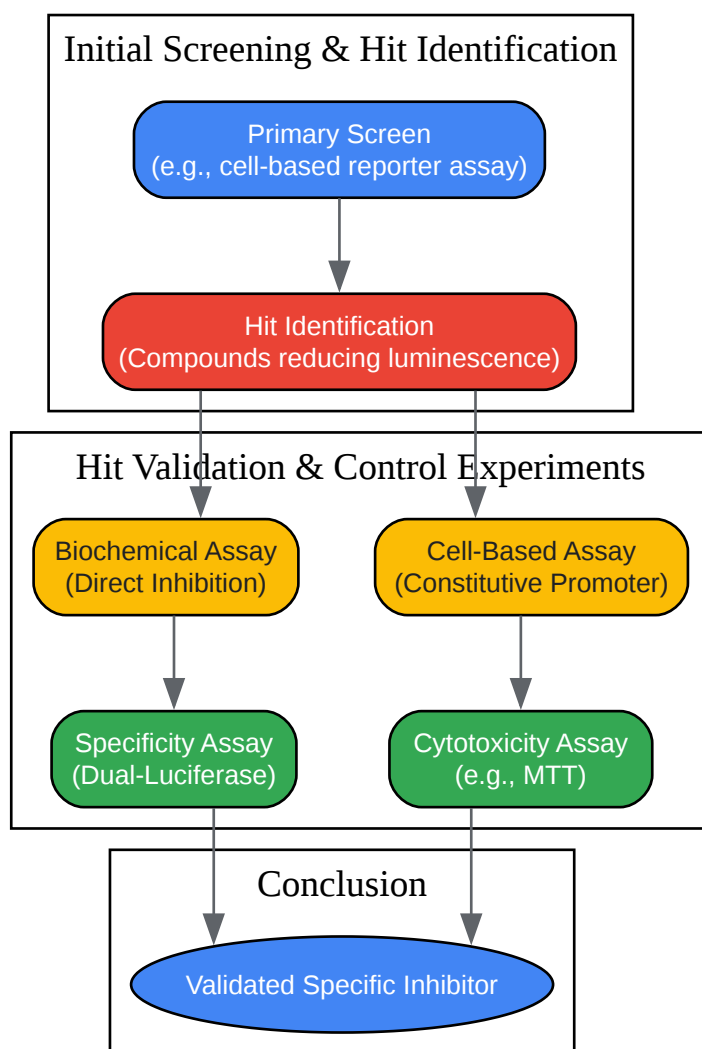 Initial Screening & Hit Identification
Primary Screen
(e.g., cell-based reporter assay)
Hit Identification
(Compounds reducing luminescence)
Hit Validation & Control Experiments
Biochemical Assay
(Direct Inhibition)
Cell-Based Assay
(Constitutive Promoter)
Specificity Assay
(Dual-Luciferase)
Cytotoxicity Assay
(e.g., MTT)
Conclusion
Validated Specific Inhibitor